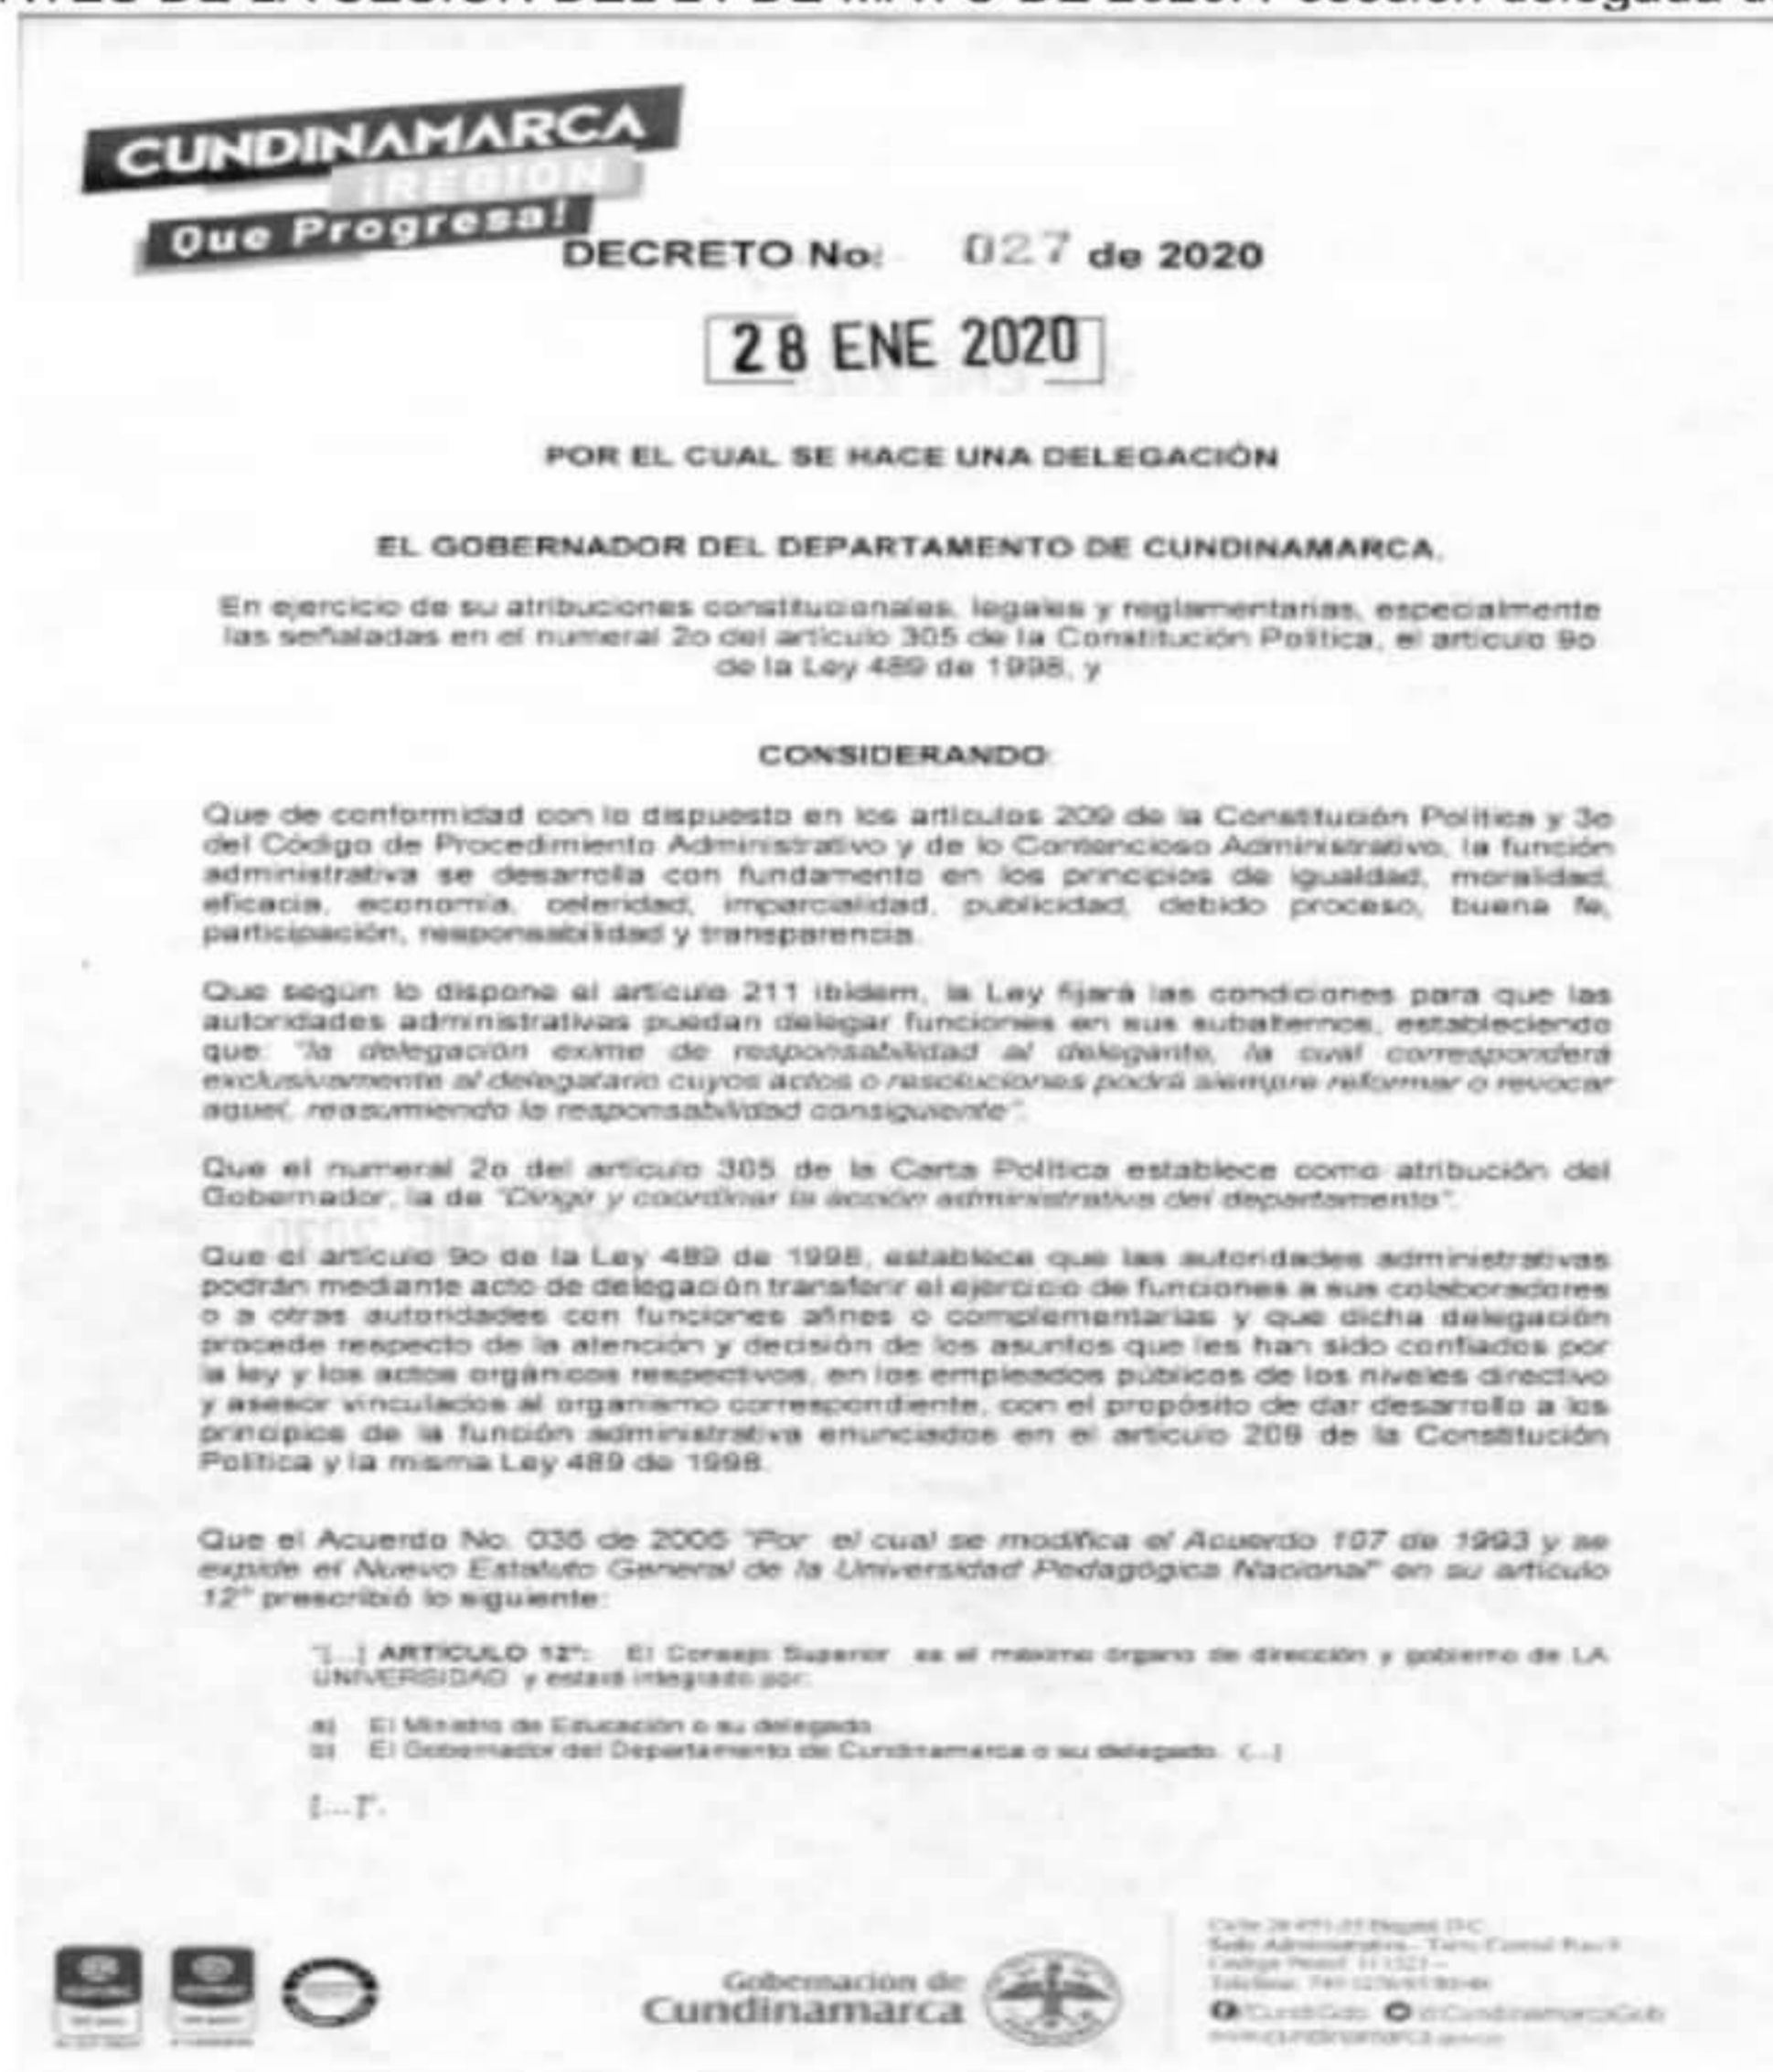 CUNDINAMARCA
¡REGIÓN
Que Progresa!
DECRETO No: 027 de 2020
28 ENE 2020
POR EL CUAL SE HACE UNA DELEGACIÓN
EL GOBERNADOR DEL DEPARTAMENTO DE CUNDINAMARCA.
En ejercicio de su atribuciones constitucionales, legales y reglamentarias, especialmente
las señaladas en el numeral 2o del artículo 305 de la Constitución Política, el artículo 9o
de la Ley 489 de 1998, y
CONSIDERANDO:
Que de conformidad con lo dispuesto en los artículos 209 de la Constitución Política y 3o
del Código de Procedimiento Administrativo y de lo Contencioso Administrativo, la función
administrativa se desarrolla con fundamento en los principios de igualdad, moralidad,
eficacia, economía, celeridad, imparcialidad, publicidad, debido proceso, buena fe,
participación, responsabilidad y transparencia.
Que según lo dispone el artículo 211 ibídem, la Ley fijará las condiciones para que las
autoridades administrativas puedan delegar funciones en sus subalternos, estableciendo
que: "la delegación exime de responsabilidad al delegante, la cual corresponderá
exclusivamente al delegatario cuyos actos o resoluciones podrá siempre reformar o revocar
aquel, reasumiendo la responsabilidad consiguiente".
Que el numeral 2o del artículo 305 de la Carta Política establece como atribución del
Gobernador, la de "Dirigir y coordinar la acción administrativa del departamento".
Que el artículo 9o de la Ley 489 de 1998, establece que las autoridades administrativas
podrán mediante acto de delegación transferir el ejercicio de funciones a sus colaboradores
o a otras autoridades con funciones afines o complementarias y que dicha delegación
procede respecto de la atención y decisión de los asuntos que les han sido confiados por
la ley y los actos orgánicos respectivos, en los empleados públicos de los niveles directivo
y asesor vinculados al organismo correspondiente, con el propósito de dar desarrollo a los
principios de la función administrativa enunciados en el artículo 209 de la Constitución
Política y la misma Ley 489 de 1998.
Que el Acuerdo No. 035 de 2005 "Por el cual se modifica el Acuerdo 107 de 1993 y se
expide el Nuevo Estatuto General de la Universidad Pedagógica Nacional" en su artículo
12° prescribió lo siguiente:
"[...] ARTÍCULO 12°: El Consejo Superior es el máximo órgano de dirección y gobierno de LA
UNIVERSIDAD y estará integrado por:
a) El Ministro de Educación o su delegado.
b) El Gobernador del Departamento de Cundinamarca o su delegado. (...)
[...]".
Gobernación de
Cundinamarca
Sede Administrativa
/CundiGob @CundinamarcaGob